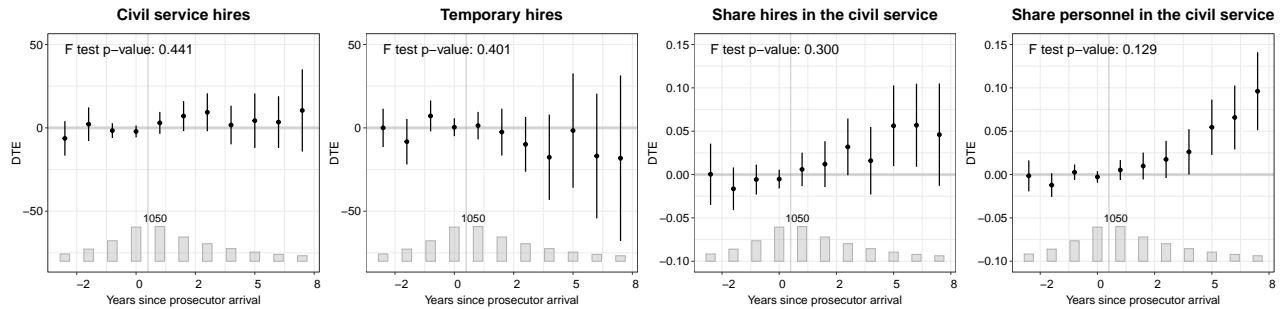 Civil service hires
F test p−value: 0.441
50
0
−50
DTE
1050
−2 0 2 5 8
Years since prosecutor arrival
Temporary hires
F test p−value: 0.401
50
0
−50
DTE
1050
−2 0 2 5 8
Years since prosecutor arrival
Share hires in the civil service
F test p−value: 0.300
0.15
0.10
0.05
0.00
−0.05
−0.10
DTE
1050
−2 0 2 5 8
Years since prosecutor arrival
Share personnel in the civil service
F test p−value: 0.129
0.15
0.10
0.05
0.00
−0.05
−0.10
DTE
1050
−2 0 2 5 8
Years since prosecutor arrival